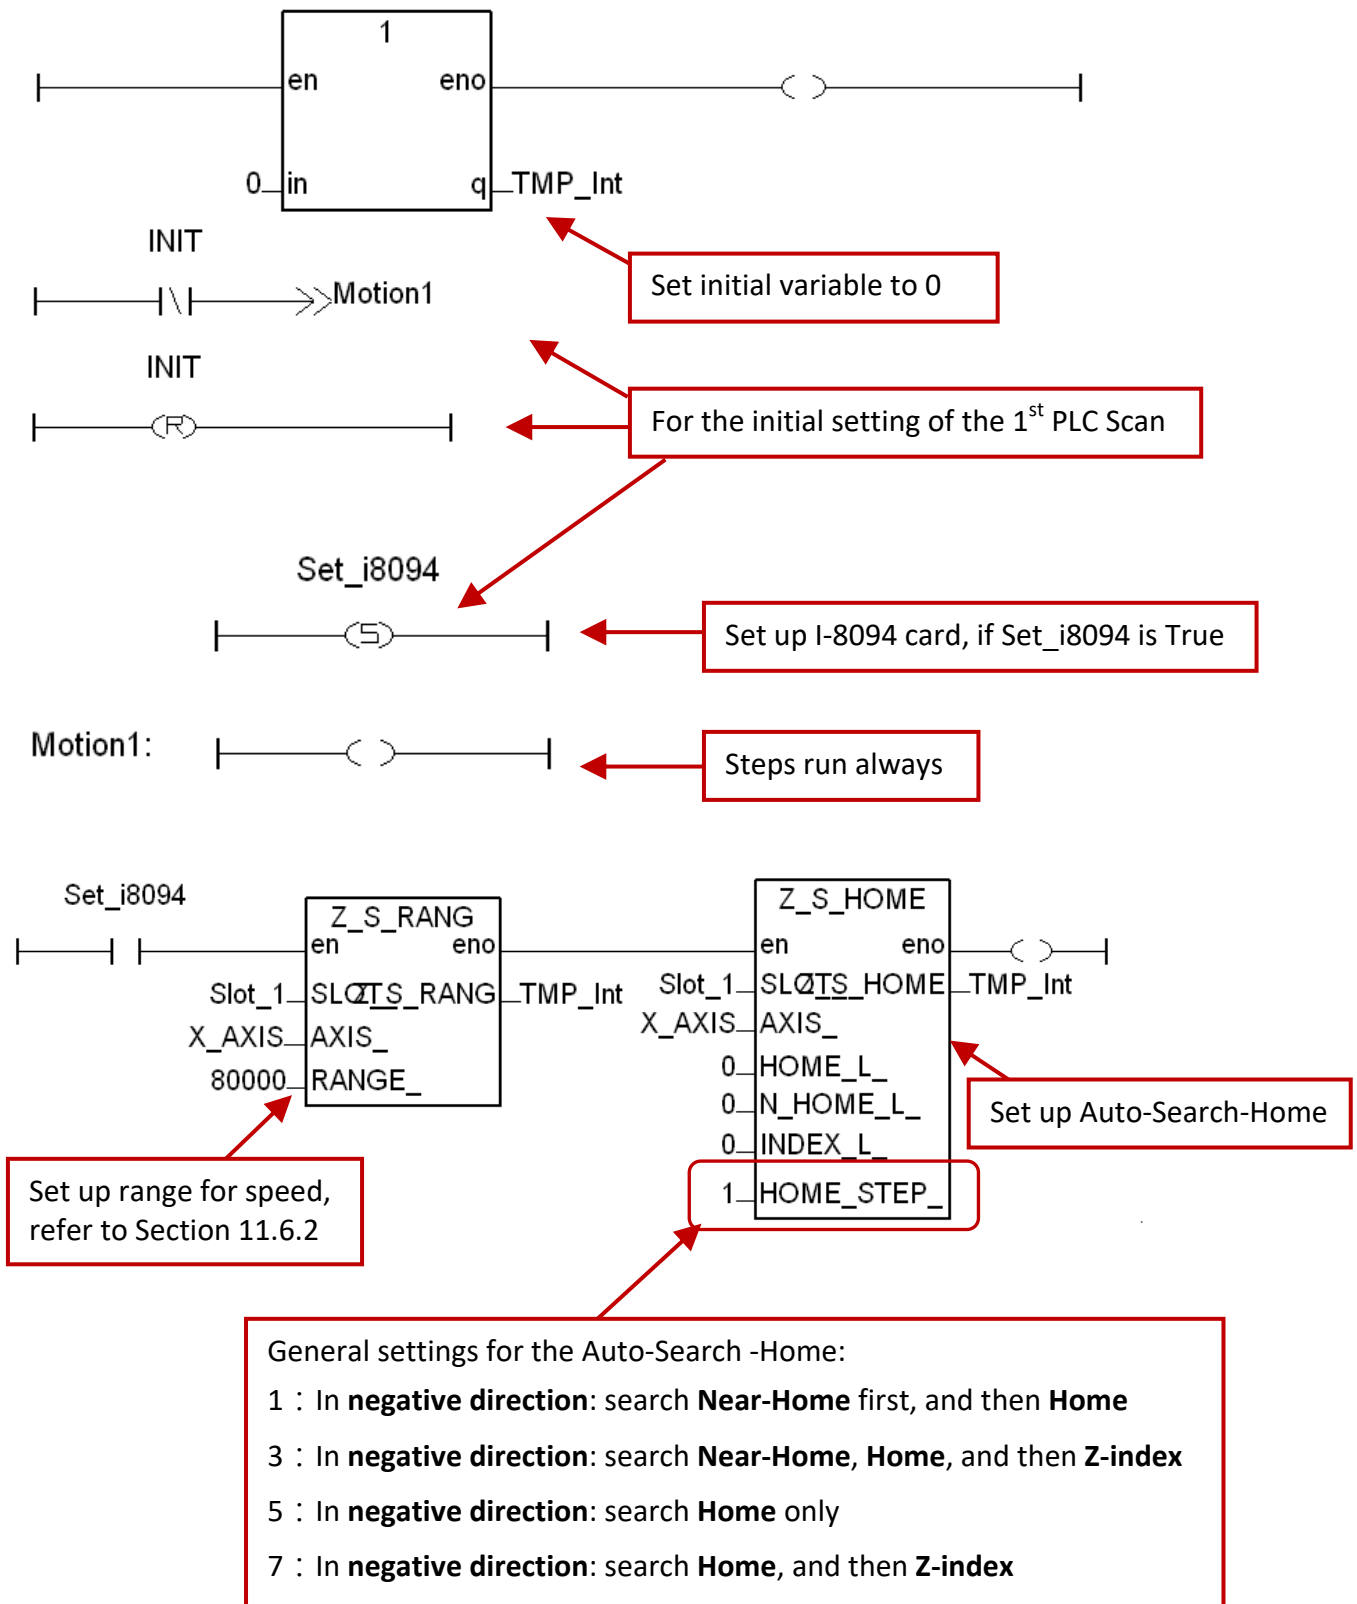 1
en eno
0 in q TMP_Int
INIT
Motion1
Set initial variable to 0
INIT
R
For the initial setting of the 1st PLC Scan
Set_i8094
S
Set up I-8094 card, if Set_i8094 is True
Motion1:
Steps run always
Set_i8094
Z_S_RANG
en eno
Slot_1 SLOT_ Z_S_RANG TMP_Int
X_AXIS AXIS_
80000 RANGE_
Z_S_HOME
en eno
Slot_1 SLOT_ Z_S_HOME TMP_Int
X_AXIS AXIS_
0 HOME_L_
0 N_HOME_L_
0 INDEX_L_
1 HOME_STEP_
Set up Auto-Search-Home
Set up range for speed,
refer to Section 11.6.2
General settings for the Auto-Search -Home:
1：In negative direction: search Near-Home first, and then Home
3：In negative direction: search Near-Home, Home, and then Z-index
5：In negative direction: search Home only
7：In negative direction: search Home, and then Z-index